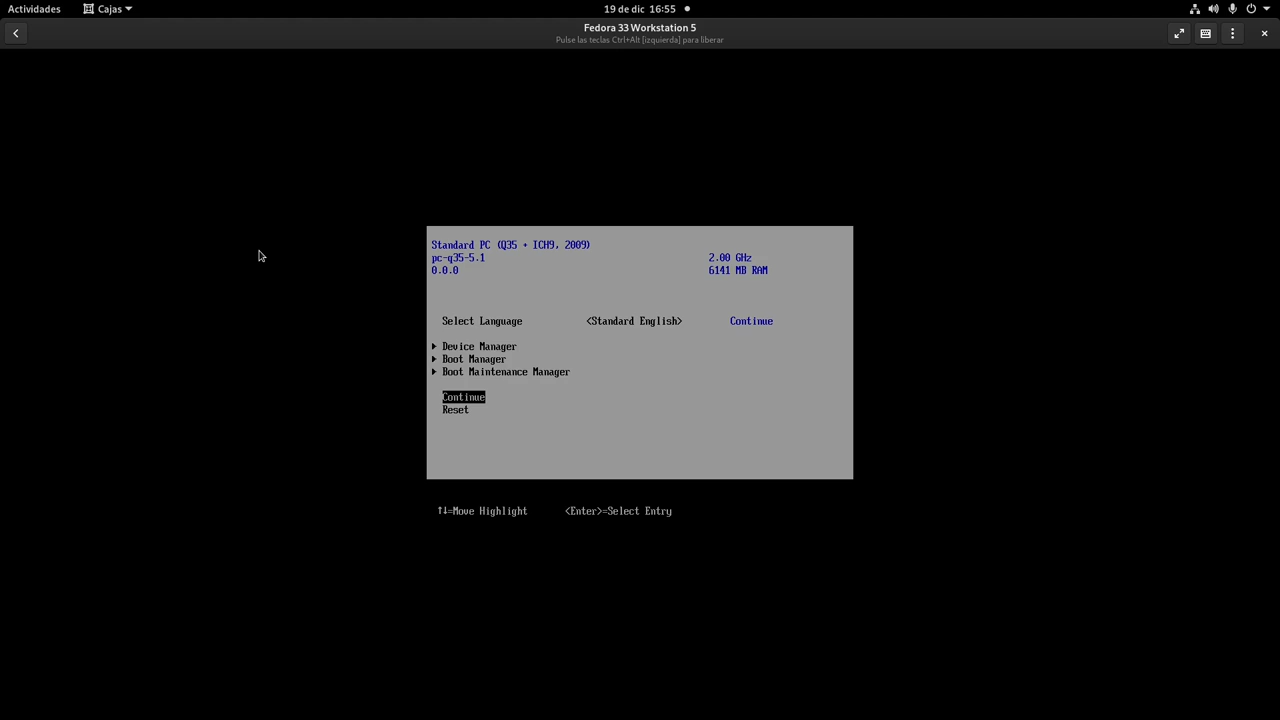 Actividades Cajas 19 de dic 16:55
Fedora 33 Workstation 5
Pulse las teclas Ctrl+Alt [izquierda] para liberar
Standard PC (Q35 + ICH9, 2009)
pc-q35-5.1 2.00 GHz
0.0.0 6141 MB RAM
Select Language <Standard English> Continue
Device Manager
Boot Manager
Boot Maintenance Manager
Continue
Reset
↑↓=Move Highlight <Enter>=Select Entry